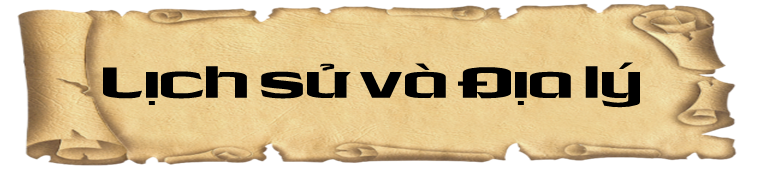 Lịch sử và Địa lý